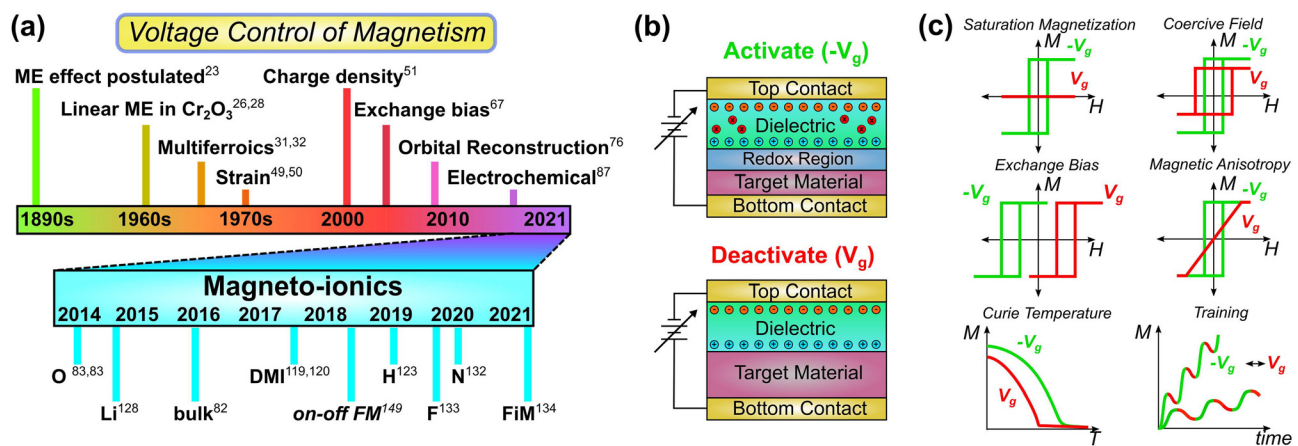 (a)
Voltage Control of Magnetism
ME effect postulated23
Charge density51
Linear ME in Cr2O3 26,28
Exchange bias67
Multiferroics31,32
Orbital Reconstruction76
Strain49,50
Electrochemical87
1890s 1960s 1970s 2000 2010 2021
Magneto-ionics
2014 2015 2016 2017 2018 2019 2020 2021
O 83,83
DMI119,120
H123
N132
Li128
bulk82
on-off FM149
F133
FiM134
(b)
Activate (-Vg)
Top Contact
- - - - - - - - - - -
x x x x x x
Dielectric
+ + + + + + + + + + +
Redox Region
Target Material
Bottom Contact
Deactivate (Vg)
Top Contact
- - - - - - - - - - -
Dielectric
+ + + + + + + + + + +
Target Material
Bottom Contact
(c)
Saturation Magnetization
M
-Vg
Vg
H
Coercive Field
M
-Vg
Vg
H
Exchange Bias
-Vg
M
Vg
H
Magnetic Anisotropy
M
-Vg
Vg
H
Curie Temperature
M
-Vg
Vg
T
Training
M
-Vg ↔ Vg
time